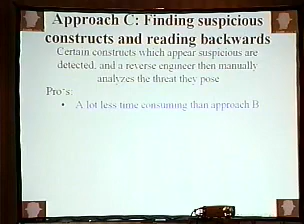 Approach C: Finding suspicious
constructs and reading backwards
Certain constructs which appear suspicious are
detected, and a reverse engineer then manually
analyzes the threat they pose
Pro's:
• A lot less time consuming than approach B